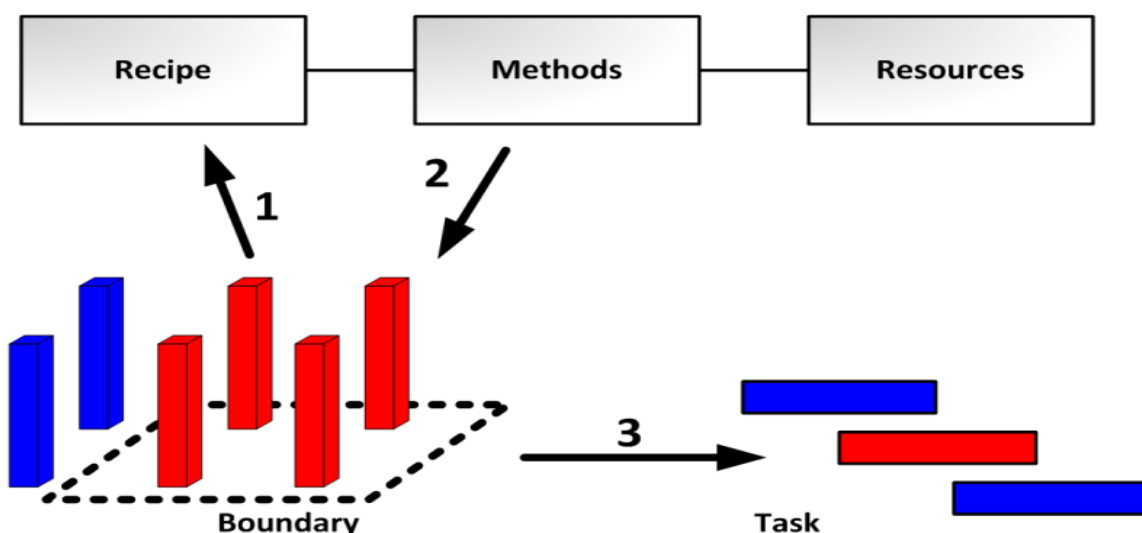 Recipe
Methods
Resources
1
2
3
Boundary
Task